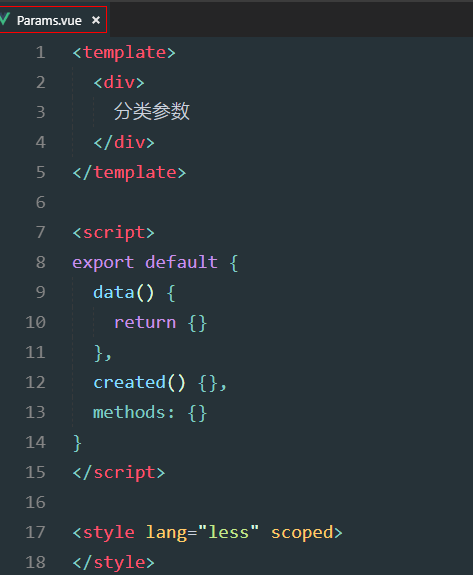 Params.vue ×
1 <template>
2   <div>
3     分类参数
4   </div>
5 </template>
6
7 <script>
8 export default {
9   data() {
10     return {}
11   },
12   created() {},
13   methods: {}
14 }
15 </script>
16
17 <style lang="less" scoped>
18 </style>